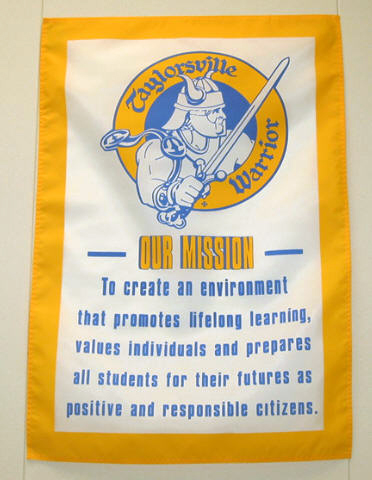 Taylorsville
Warrior
OUR MISSION
To create an environment
that promotes lifelong learning,
values individuals and prepares
all students for their futures as
positive and responsible citizens.